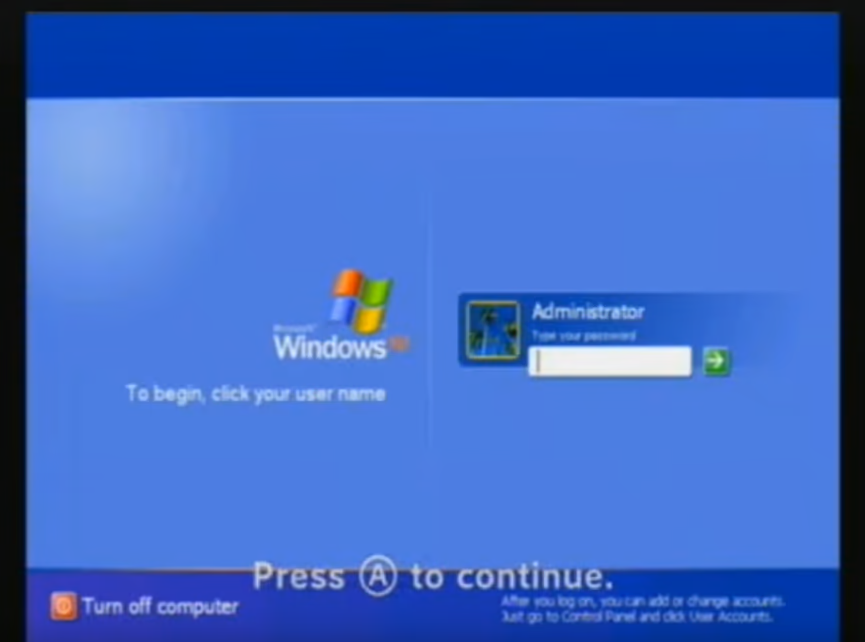 Microsoft
Windows xp
To begin, click your user name
Administrator
Type your password
Press A to continue.
Turn off computer
After you log on, you can add or change accounts.
Just go to Control Panel and click User Accounts.